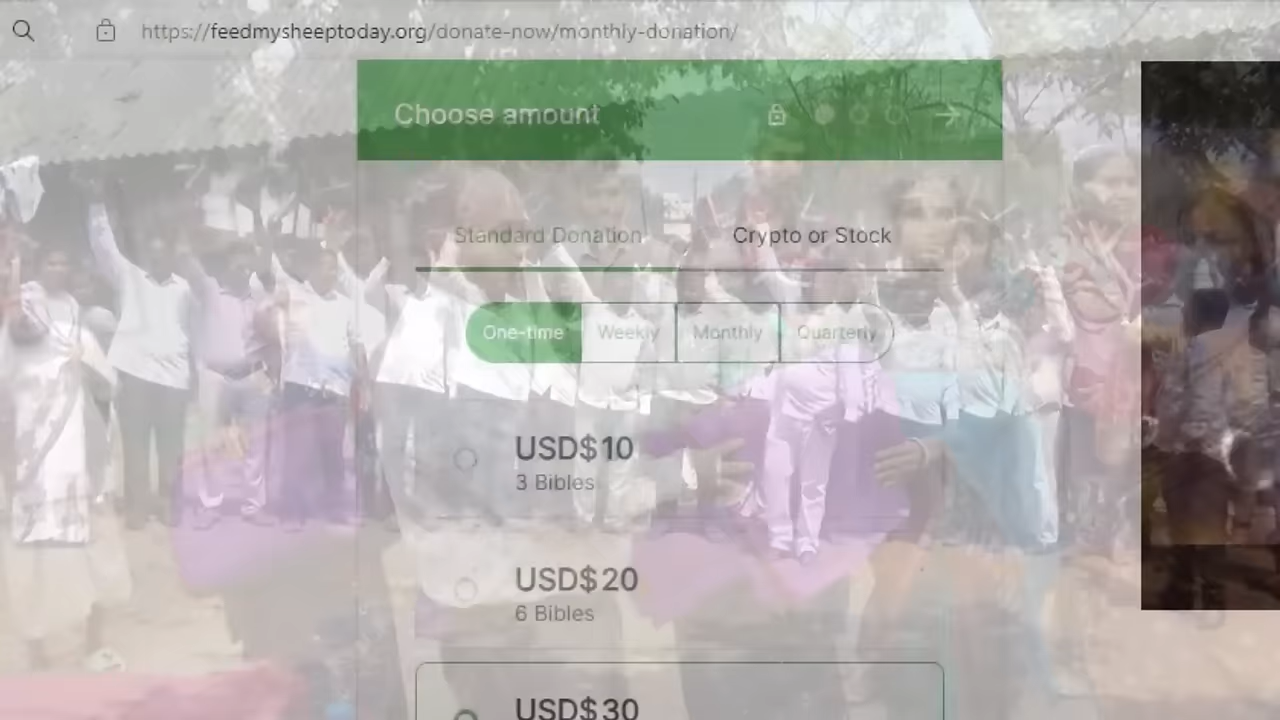 https://feedmysheeptoday.org/donate-now/monthly-donation/
Choose amount
Standard Donation
Crypto or Stock
One-time
Weekly
Monthly
Quarterly
USD$10
3 Bibles
USD$20
6 Bibles
USD$30